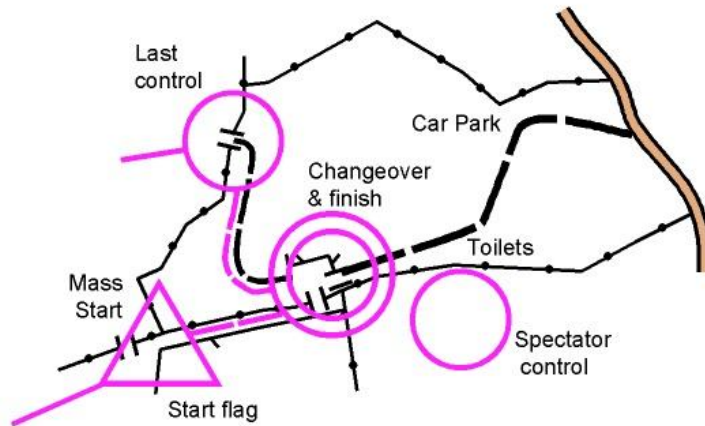 Last
control
Car Park
Changeover
& finish
Toilets
Mass
Start
Spectator
control
Start flag